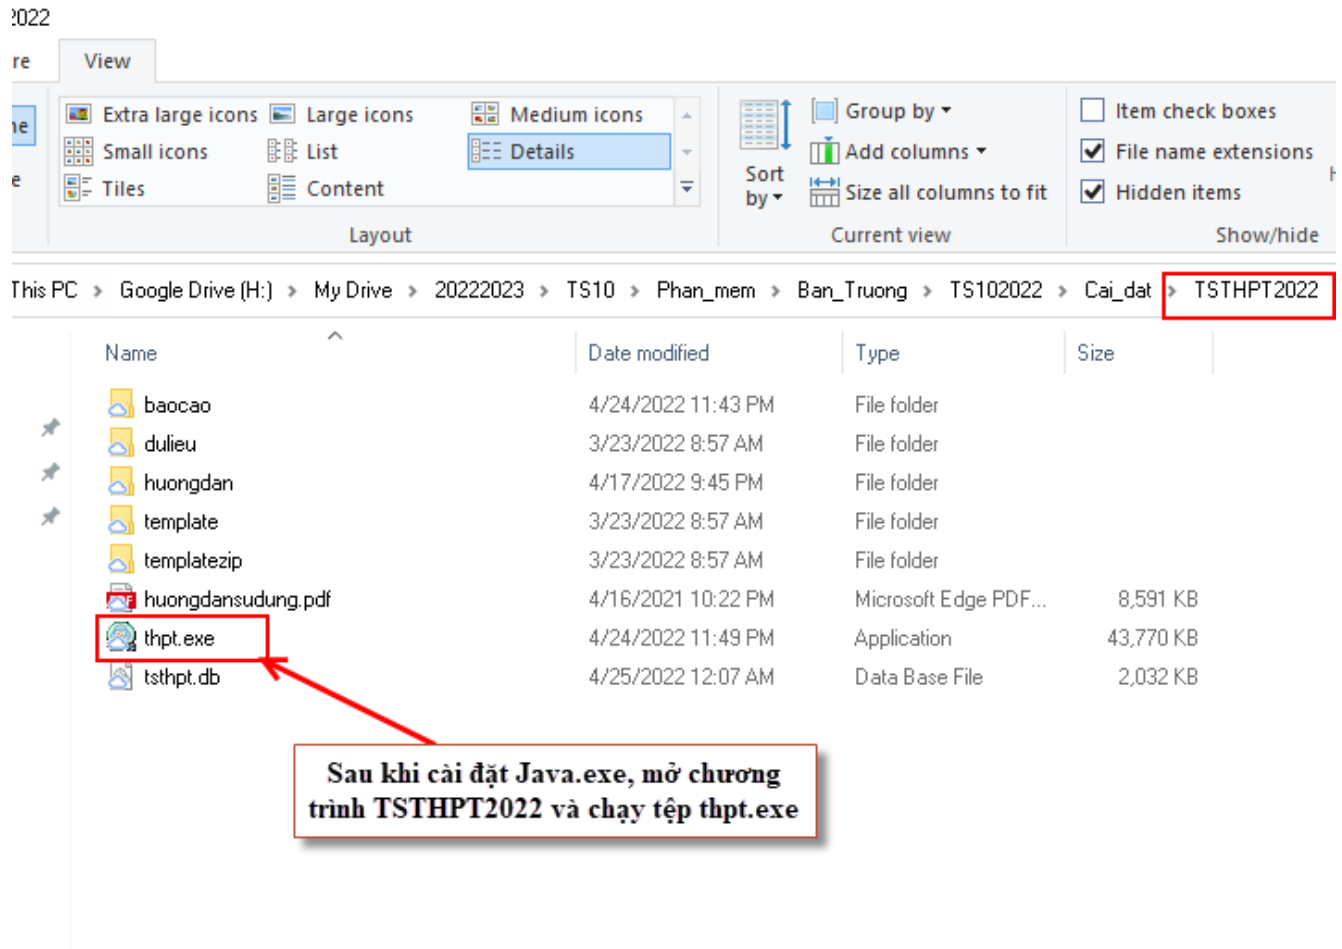 2022
re View
Extra large icons Large icons Medium icons
Small icons List Details
Tiles Content
Layout
Sort by
Group by
Add columns
Size all columns to fit
Current view
Item check boxes
File name extensions
Hidden items
Show/hide
This PC > Google Drive (H:) > My Drive > 20222023 > TS10 > Phan_mem > Ban_Truong > TS102022 > Cai_dat > TSTHPT2022
Name Date modified Type Size
baocao 4/24/2022 11:43 PM File folder
dulieu 3/23/2022 8:57 AM File folder
huongdan 4/17/2022 9:45 PM File folder
template 3/23/2022 8:57 AM File folder
templatezip 3/23/2022 8:57 AM File folder
huongdansudung.pdf 4/16/2021 10:22 PM Microsoft Edge PDF... 8,591 KB
thpt.exe 4/24/2022 11:49 PM Application 43,770 KB
tsthpt.db 4/25/2022 12:07 AM Data Base File 2,032 KB
Sau khi cài đặt Java.exe, mở chương
trình TSTHPT2022 và chạy tệp thpt.exe